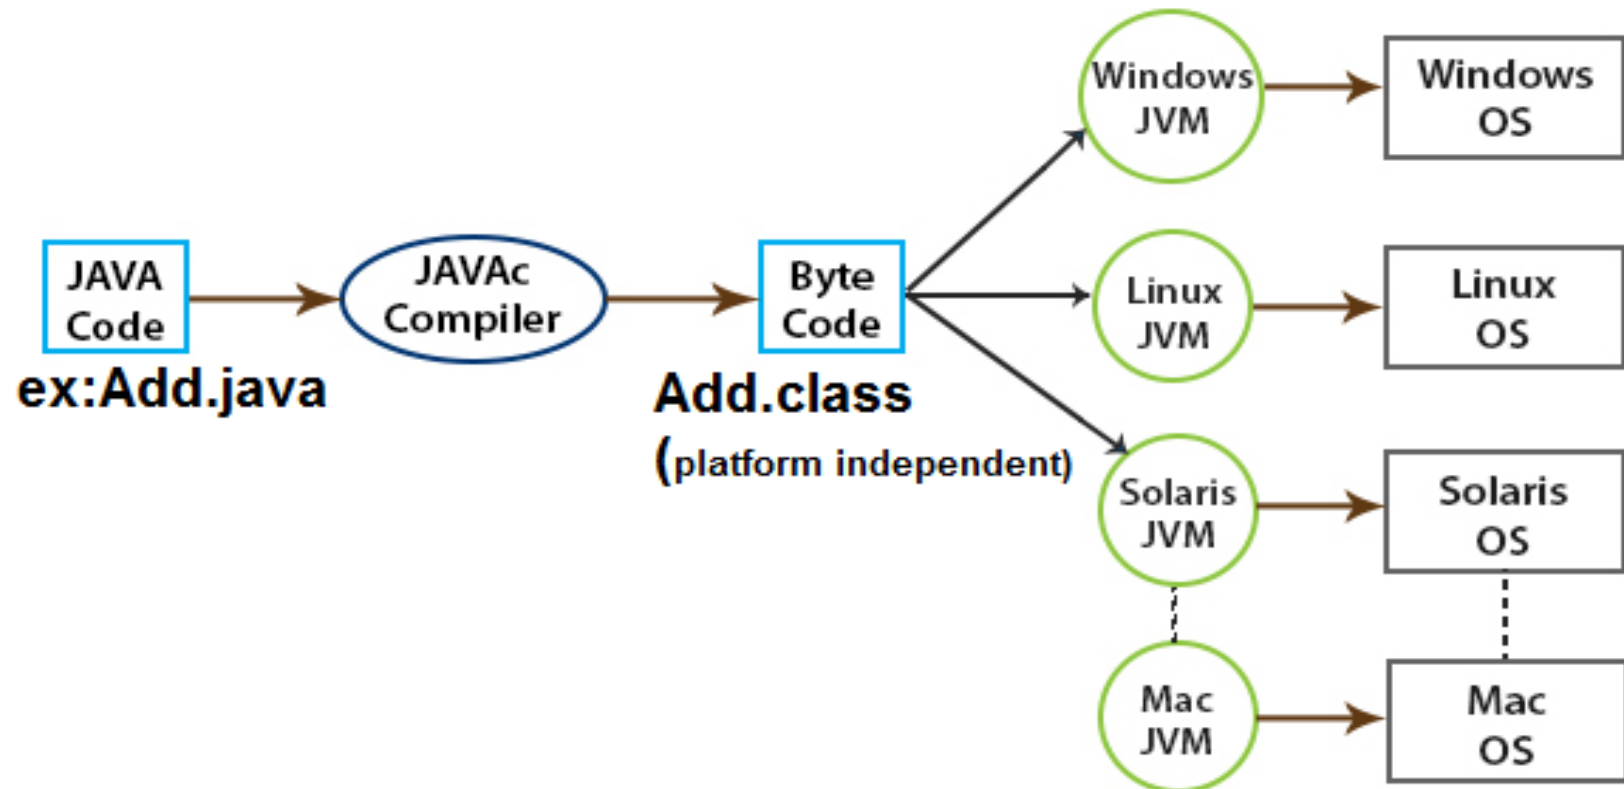 JAVA
Code
ex:Add.java
JAVAc
Compiler
Byte
Code
Add.class
(platform independent)
Windows
JVM
Windows
OS
Linux
JVM
Linux
OS
Solaris
JVM
Solaris
OS
Mac
JVM
Mac
OS